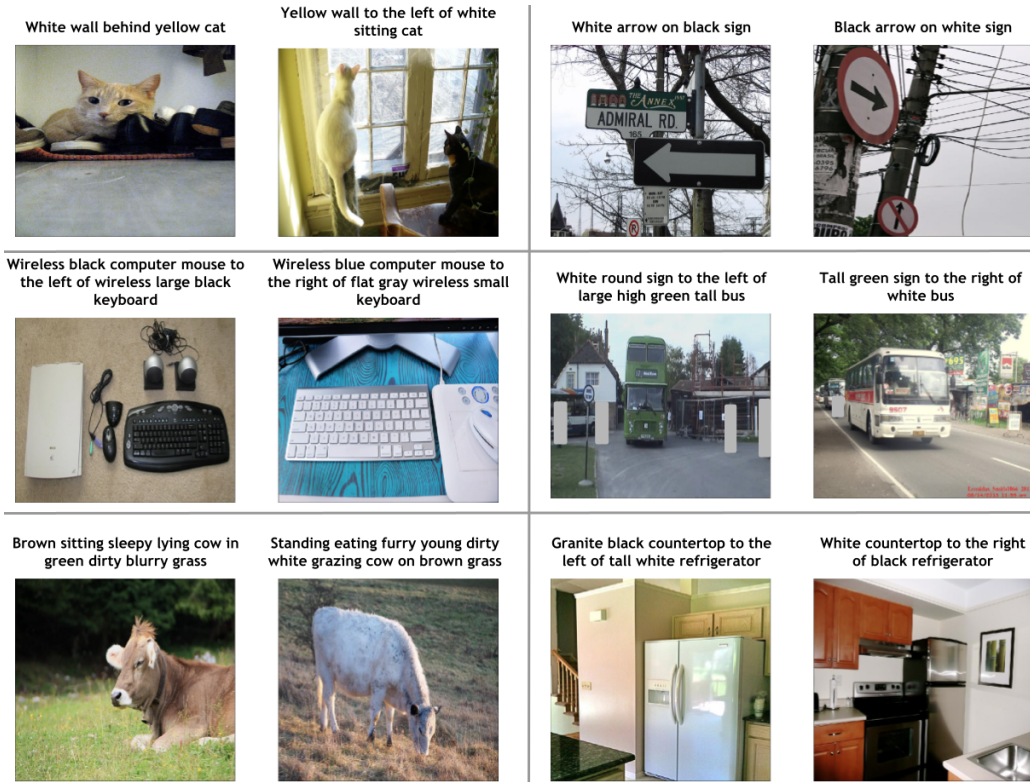 White wall behind yellow cat
Yellow wall to the left of white
sitting cat
White arrow on black sign
Black arrow on white sign
THE ANNEX
ADMIRAL RD.
165
Wireless black computer mouse to
the left of wireless large black
keyboard
Wireless blue computer mouse to
the right of flat gray wireless small
keyboard
White round sign to the left of
large high green tall bus
Tall green sign to the right of
white bus
695
Brown sitting sleepy lying cow in
green dirty blurry grass
Standing eating furry young dirty
white grazing cow on brown grass
Granite black countertop to the
left of tall white refrigerator
White countertop to the right
of black refrigerator